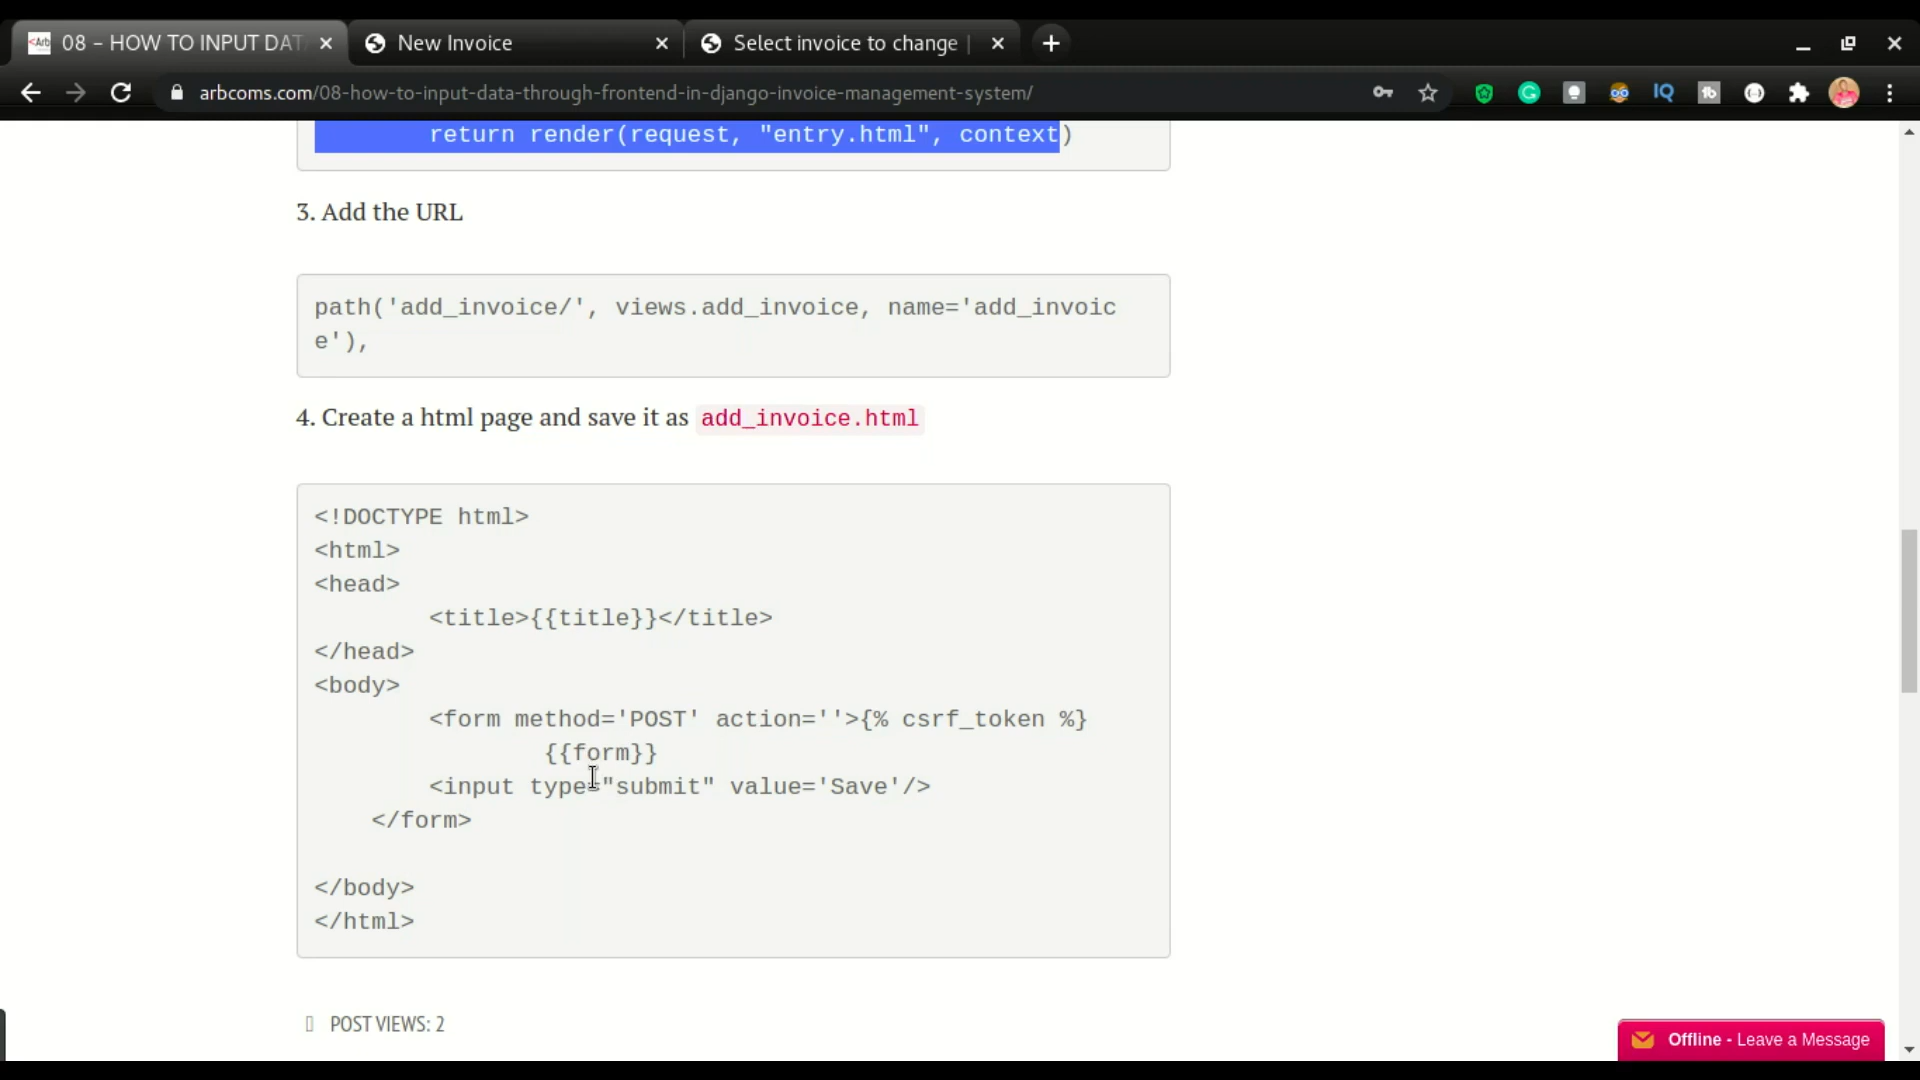 <Arb 08 – HOW TO INPUT DAT
New Invoice
Select invoice to change |
arbcoms.com/08-how-to-input-data-through-frontend-in-django-invoice-management-system/
IQ
return render(request, "entry.html", context)
3. Add the URL
path('add_invoice/', views.add_invoice, name='add_invoic
e'),
4. Create a html page and save it as add_invoice.html
<!DOCTYPE html>
<html>
<head>
<title>{{title}}</title>
</head>
<body>
<form method='POST' action=''>{% csrf_token %}
{{form}}
<input type="submit" value='Save'/>
</form>
</body>
</html>
POST VIEWS: 2
Offline - Leave a Message